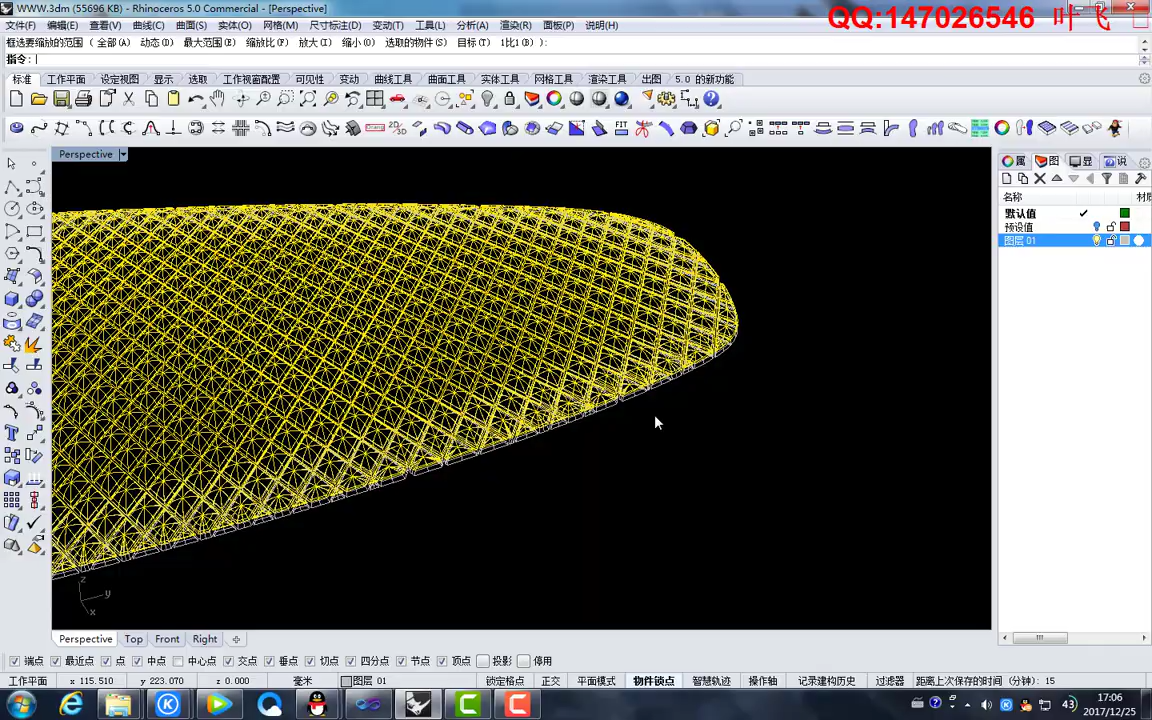 WWW.3dm (55696 KB) - Rhinoceros 5.0 Commercial - [Perspective]
QQ:147026546 叶飞
文件(F) 编辑(E) 查看(V) 曲线(C) 曲面(S) 实体(O) 网格(M) 尺寸标注(D) 变动(T) 工具(L) 分析(A) 渲染(R) 面板(P) 说明(H)
框选要缩放的范围 ( 全部(A) 动态(D) 最大范围(E) 缩放比(F) 放大(I) 缩小(O) 选取的物件(S) 目标(T) 1比1(B) ):
指令:
标准 工作平面 设定视图 显示 选取 工作视窗配置 可见性 变动 曲线工具 曲面工具 实体工具 网格工具 渲染工具 出图 5.0 的新功能
Perspective
属 图 显 说
名称 材质
默认值
预设值
图层 01
z
y
x
Perspective Top Front Right
端点 最近点 点 中点 中心点 交点 垂点 切点 四分点 节点 顶点 投影 停用
工作平面 x 115.510 y 223.070 z 0.000 毫米 图层 01 锁定格点 正交 平面模式 物件锁点 智慧轨迹 操作轴 记录建构历史 过滤器 距离上次保存的时间 (分钟): 15
43
17:06
2017/12/25